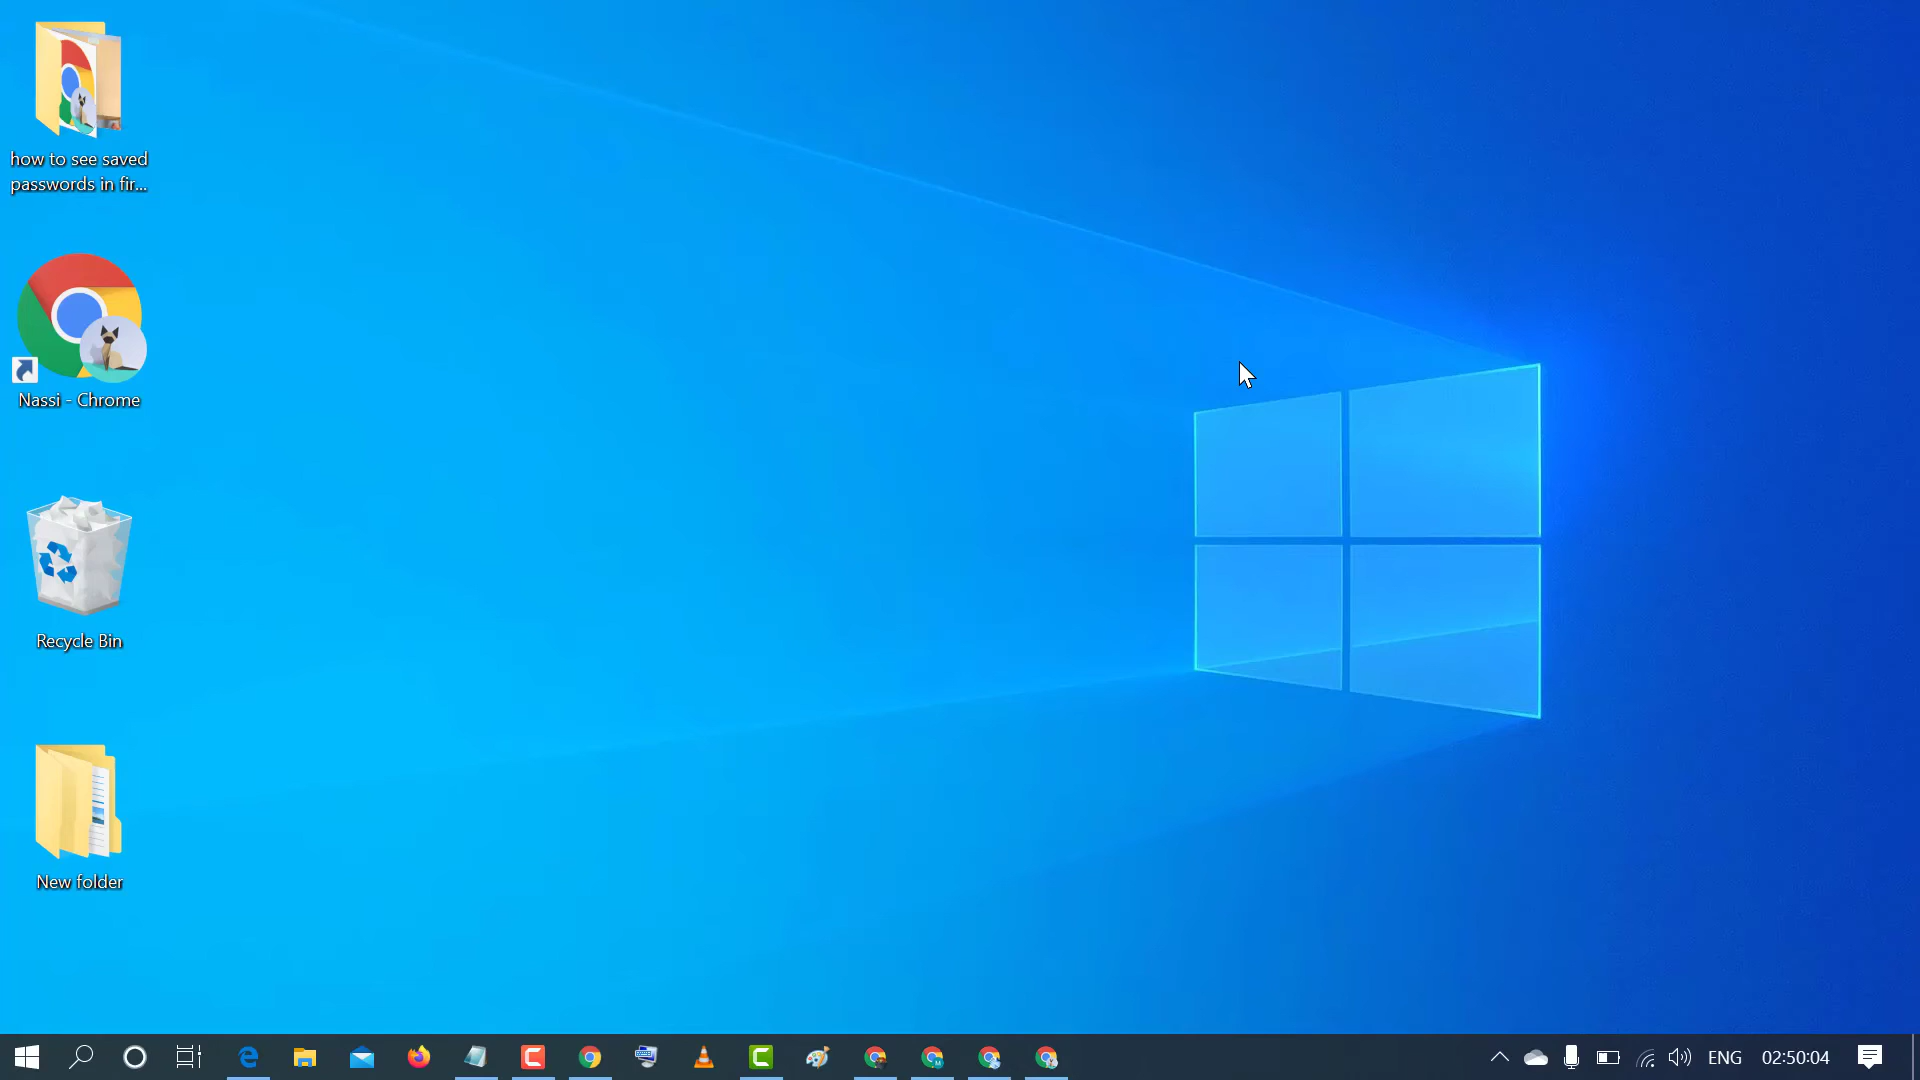 how to see saved
passwords in fir...
Nassi - Chrome
Recycle Bin
New folder
ENG
02:50:04